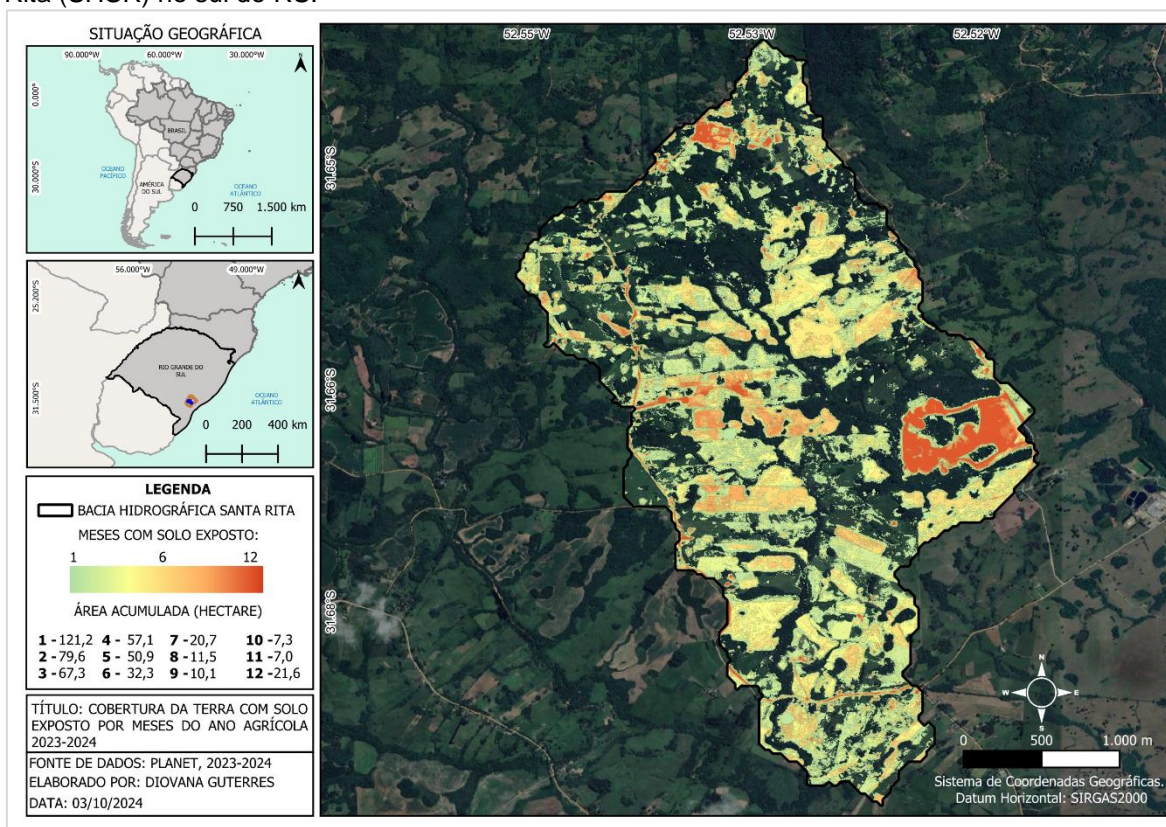 Rita (SHSR) no sul do RS.
SITUAÇÃO GEOGRÁFICA
90.000°W 60.000°W 30.000°W
N
0.000°
30.000°S
BRASIL
OCEANO
PACÍFICO
AMÉRICA
DO SUL
OCEANO
ATLÂNTICO
0 750 1.500 km
56.000°W 49.000°W
25.200°S
31.500°S
RIO GRANDE DO
SUL
OCEANO
ATLÂNTICO
0 200 400 km
LEGENDA
BACIA HIDROGRÁFICA SANTA RITA
MESES COM SOLO EXPOSTO:
1 6 12
ÁREA ACUMULADA (HECTARE)
1 -121,2 4 - 57,1 7 -20,7 10 -7,3
2 -79,6 5 - 50,9 8 -11,5 11 -7,0
3 -67,3 6 - 32,3 9 -10,1 12 -21,6
TÍTULO: COBERTURA DA TERRA COM SOLO
EXPOSTO POR MESES DO ANO AGRÍCOLA
2023-2024
FONTE DE DADOS: PLANET, 2023-2024
ELABORADO POR: DIOVANA GUTERRES
DATA: 03/10/2024
52.55°W 52.53°W 52.52°W
31.65°S
31.66°S
31.68°S
N
W E
S
0 500 1.000 m
Sistema de Coordenadas Geográficas.
Datum Horizontal: SIRGAS2000